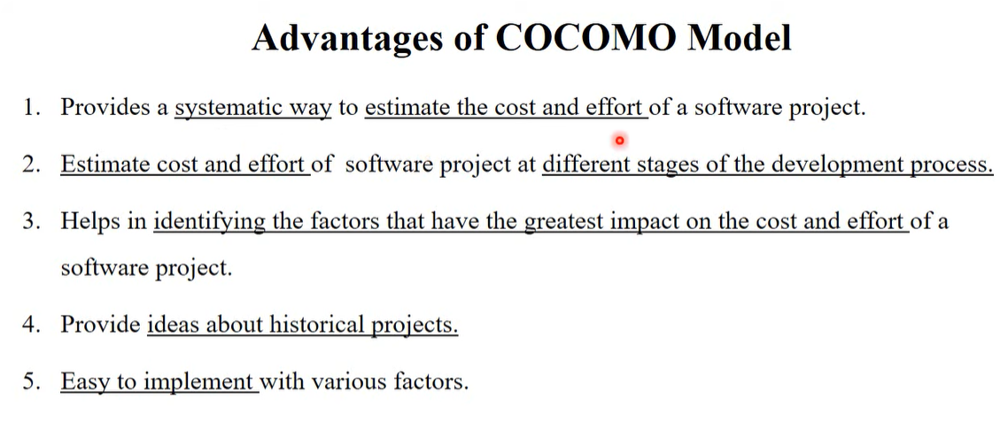 Advantages of COCOMO Model
1. Provides a systematic way to estimate the cost and effort of a software project.
2. Estimate cost and effort of software project at different stages of the development process.
3. Helps in identifying the factors that have the greatest impact on the cost and effort of a
software project.
4. Provide ideas about historical projects.
5. Easy to implement with various factors.